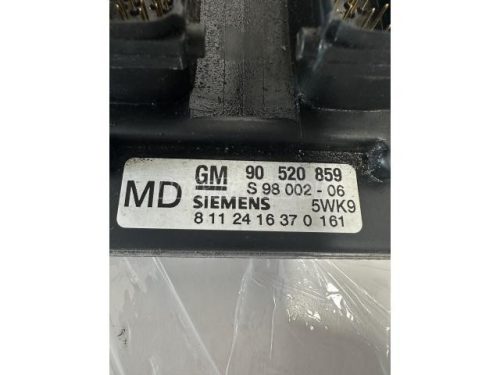 MD
GM 90 520 859
S 98 002 - 06
SIEMENS 5WK9
8 11 24 16 37 0 161